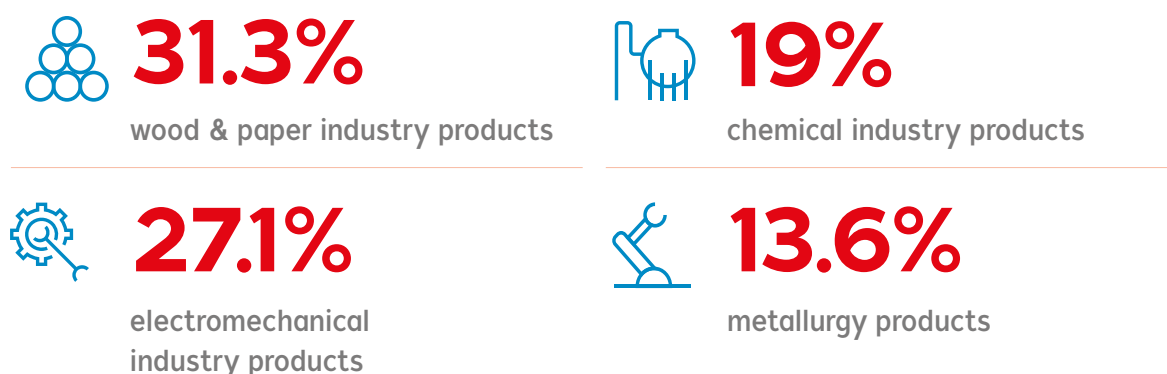 31.3%
wood & paper industry products
19%
chemical industry products
27.1%
electromechanical
industry products
13.6%
metallurgy products